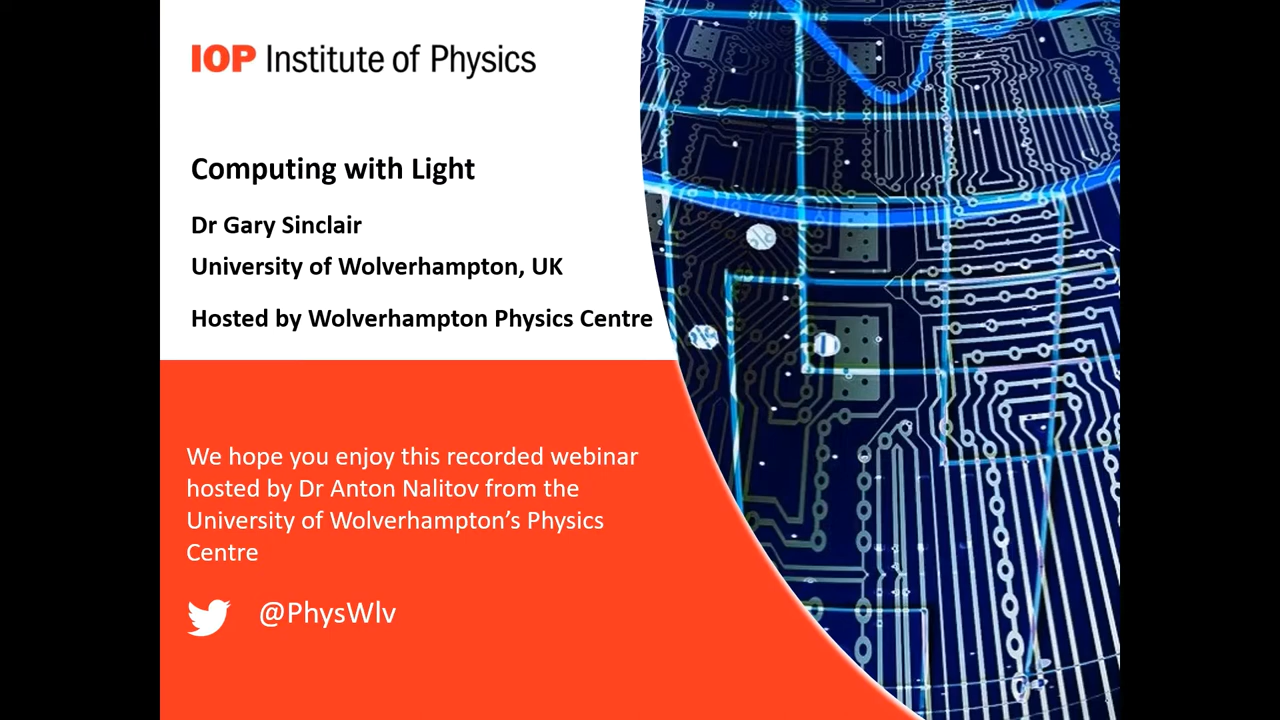 IOP Institute of Physics
Computing with Light
Dr Gary Sinclair
University of Wolverhampton, UK
Hosted by Wolverhampton Physics Centre
We hope you enjoy this recorded webinar
hosted by Dr Anton Nalitov from the
University of Wolverhampton’s Physics
Centre
@PhysWlv